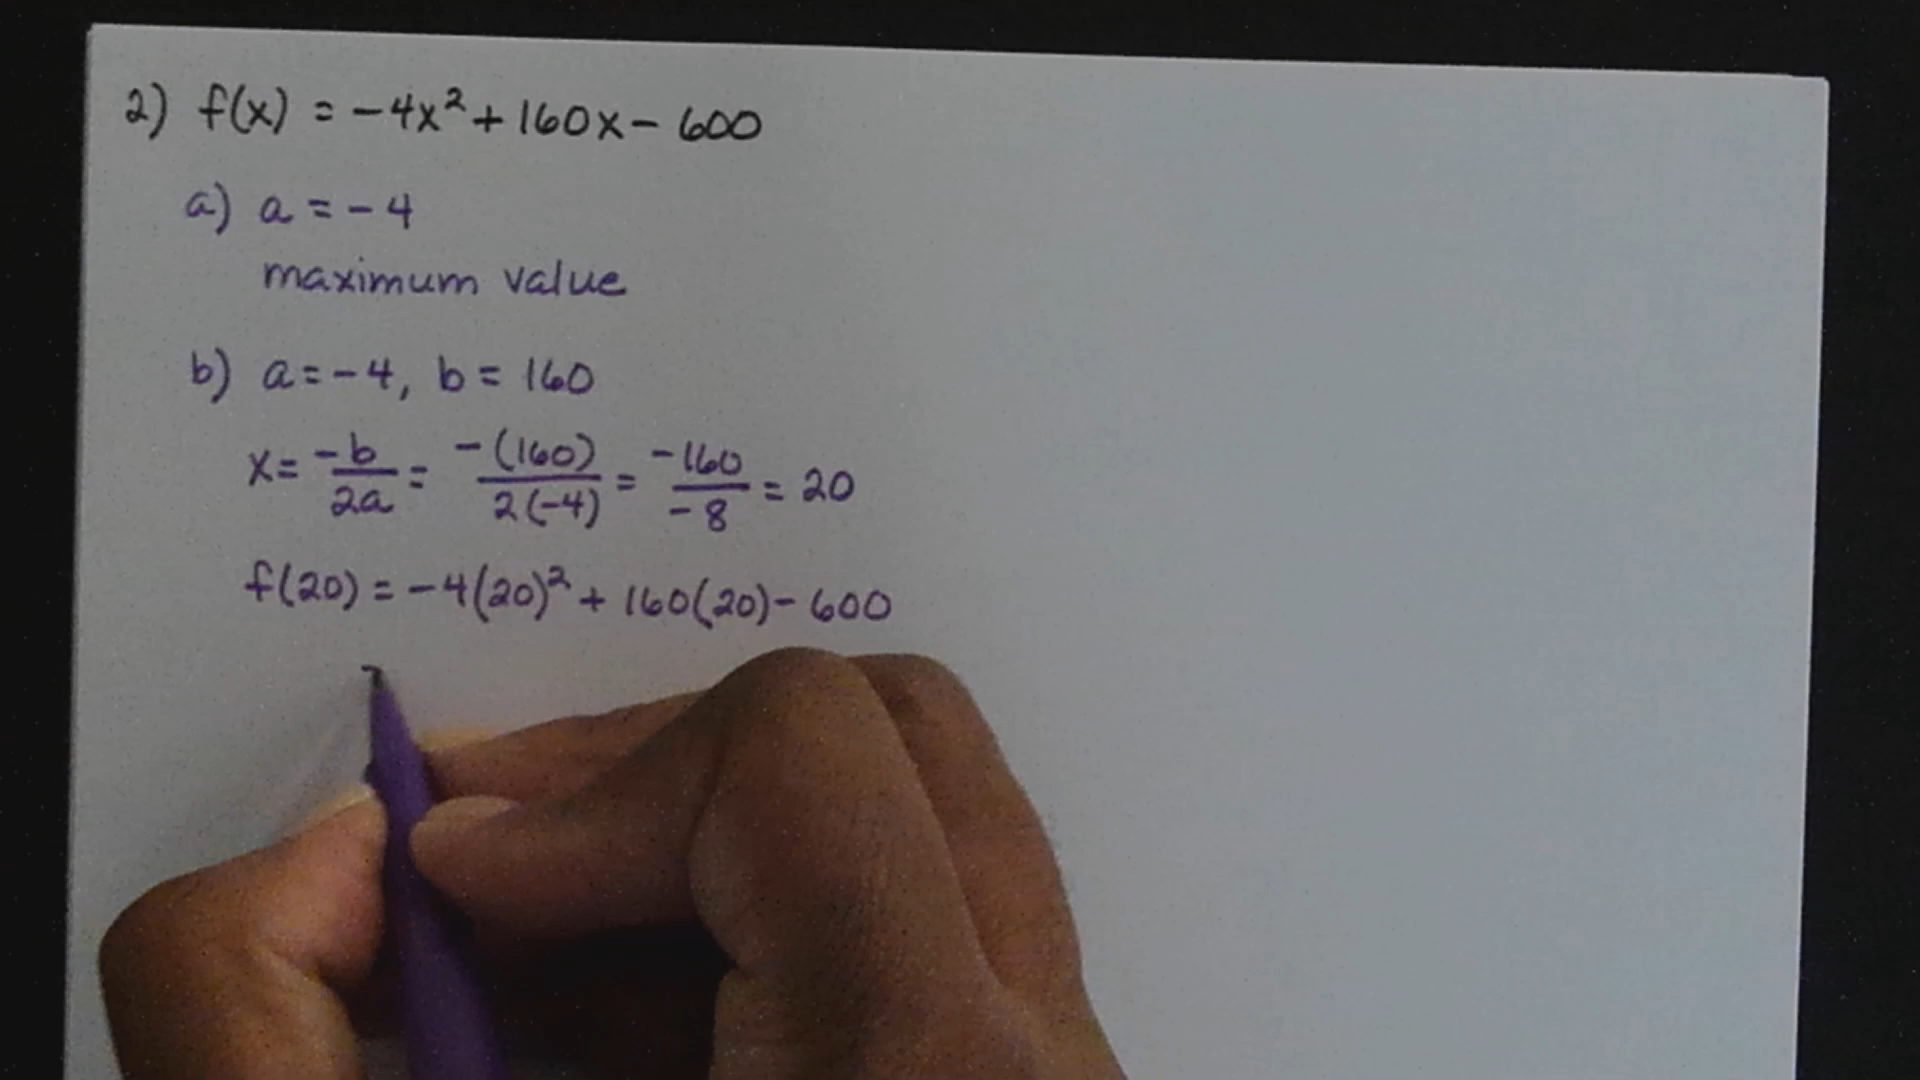 2) f(x) = -4x² + 160x - 600
a) a = -4
maximum value
b) a = -4, b = 160
x = -b/2a = -(160)/2(-4) = -160/-8 = 20
f(20) = -4(20)² + 160(20) - 600